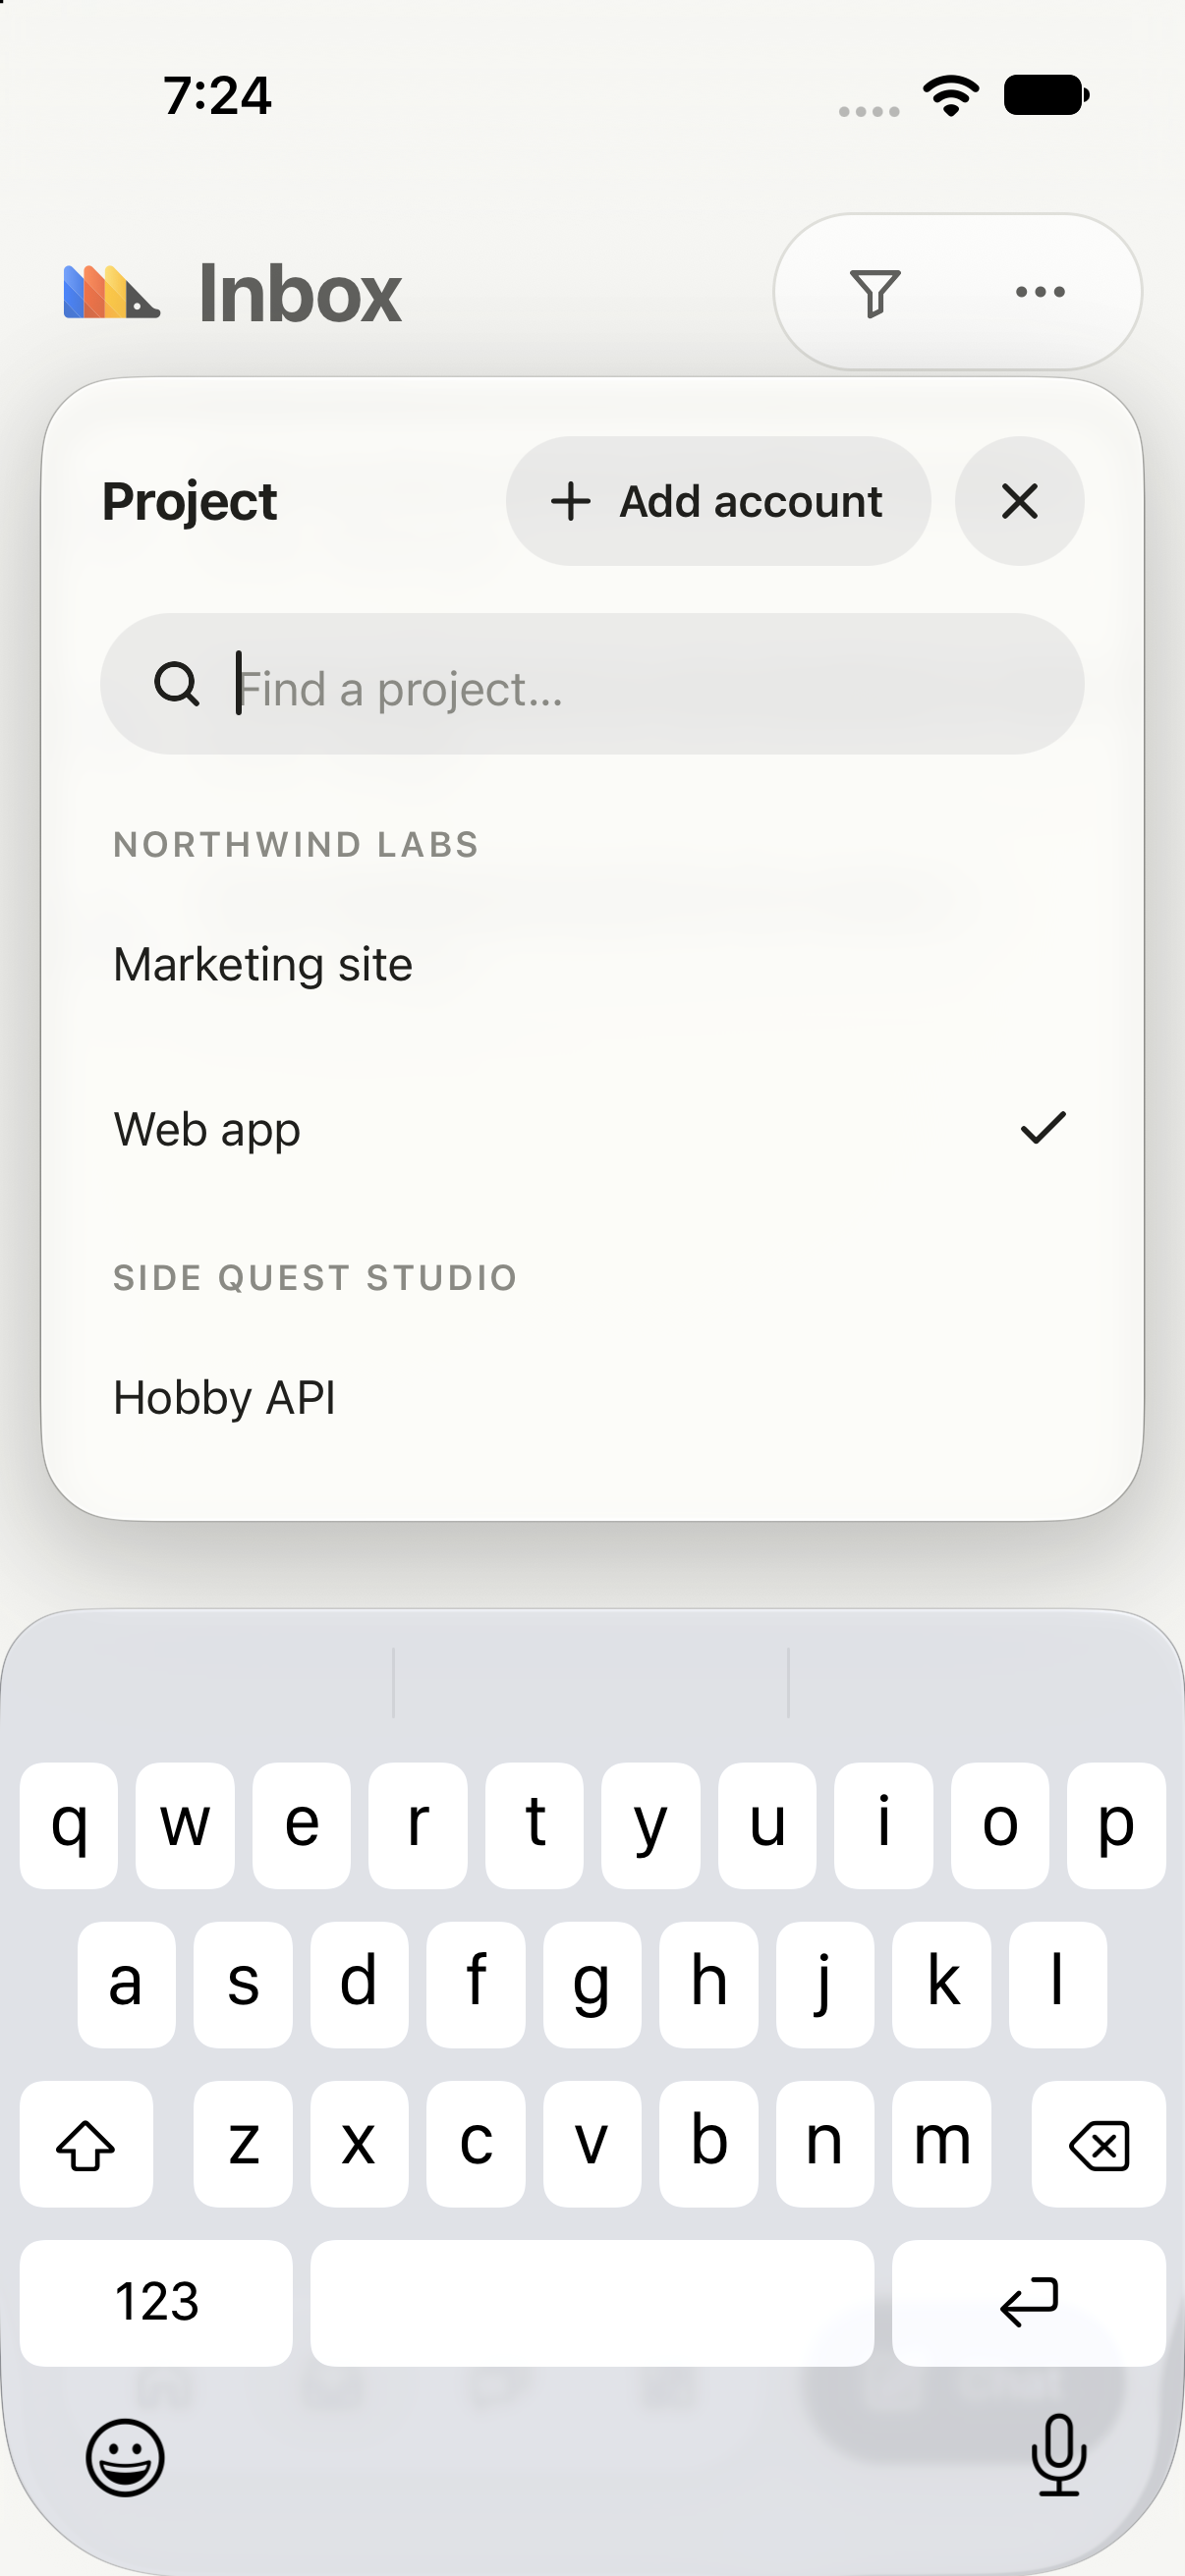 7:24
Inbox
Project
Add account
Find a project...
NORTHWIND LABS
Marketing site
Web app
SIDE QUEST STUDIO
Hobby API
q w e r t y u i o p
a s d f g h j k l
z x c v b n m
123